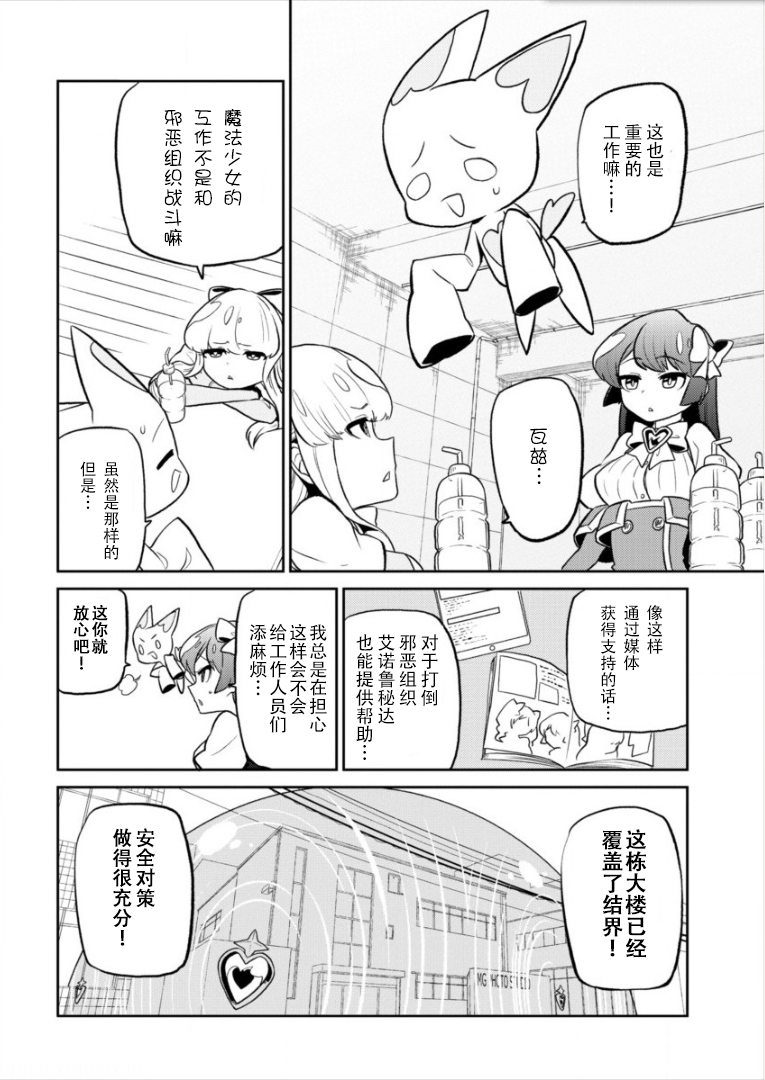 这也是
重要的
工作嘛…！
瓦兹…
魔法少女的
工作不是和
邪恶组织战斗嘛
虽然是那样的
但是…
像这样
通过媒体
获得支持的话…
对于打倒
邪恶组织
艾诺鲁秘达
也能提供帮助…
我总是在担心
这样会不会
给工作人员们
添麻烦…
这你就
放心吧！
这栋大楼已经
覆盖了结界！
安全对策
做得很充分！